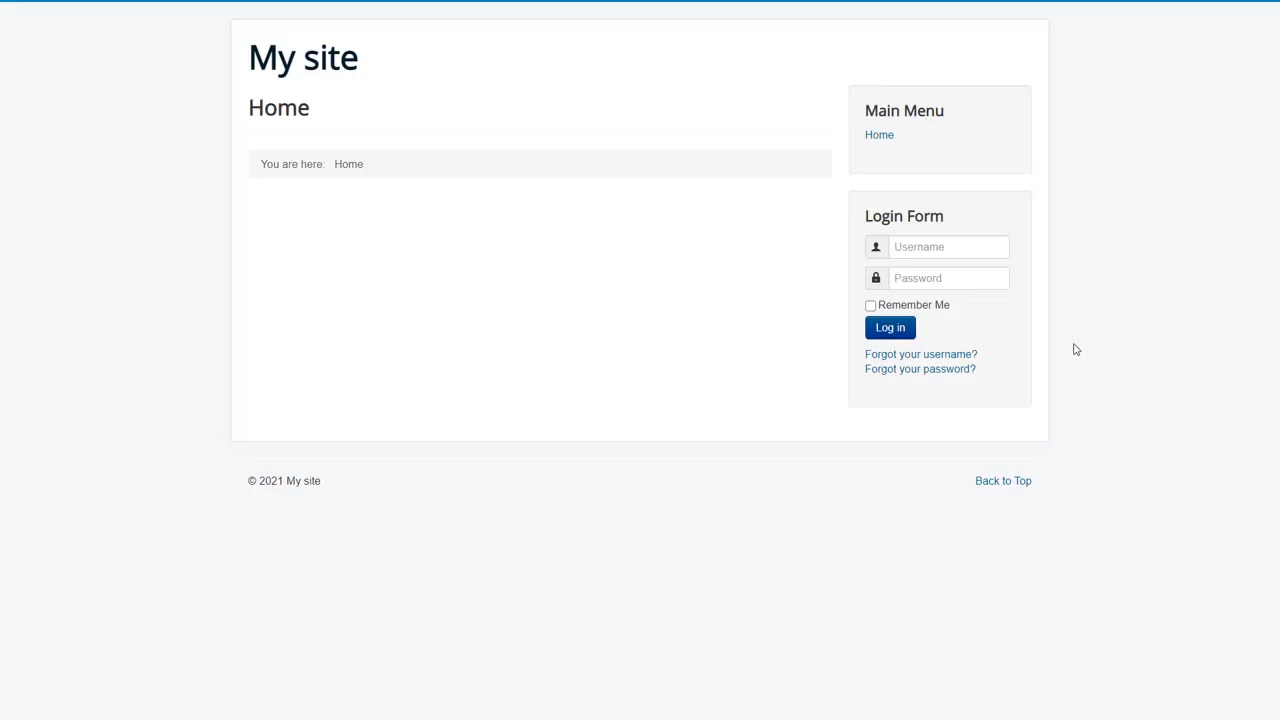 My site
Home
You are here: Home
Main Menu
Home
Login Form
Username
Password
Remember Me
Log in
Forgot your username?
Forgot your password?
© 2021 My site
Back to Top